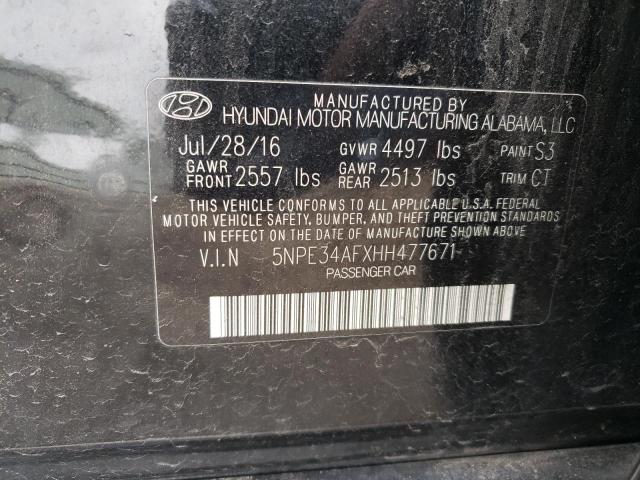 MANUFACTURED BY
HYUNDAI MOTOR MANUFACTURING ALABAMA, LLC
Jul/28/16 GVWR 4497 lbs PAINT S3
GAWR FRONT 2557 lbs GAWR REAR 2513 lbs TRIM CT
THIS VEHICLE CONFORMS TO ALL APPLICABLE U.S.A. FEDERAL
MOTOR VEHICLE SAFETY, BUMPER, AND THEFT PREVENTION STANDARDS
IN EFFECT ON THE DATE OF MANUFACTURE SHOWN ABOVE.
V.I.N 5NPE34AFXHH477671
PASSENGER CAR